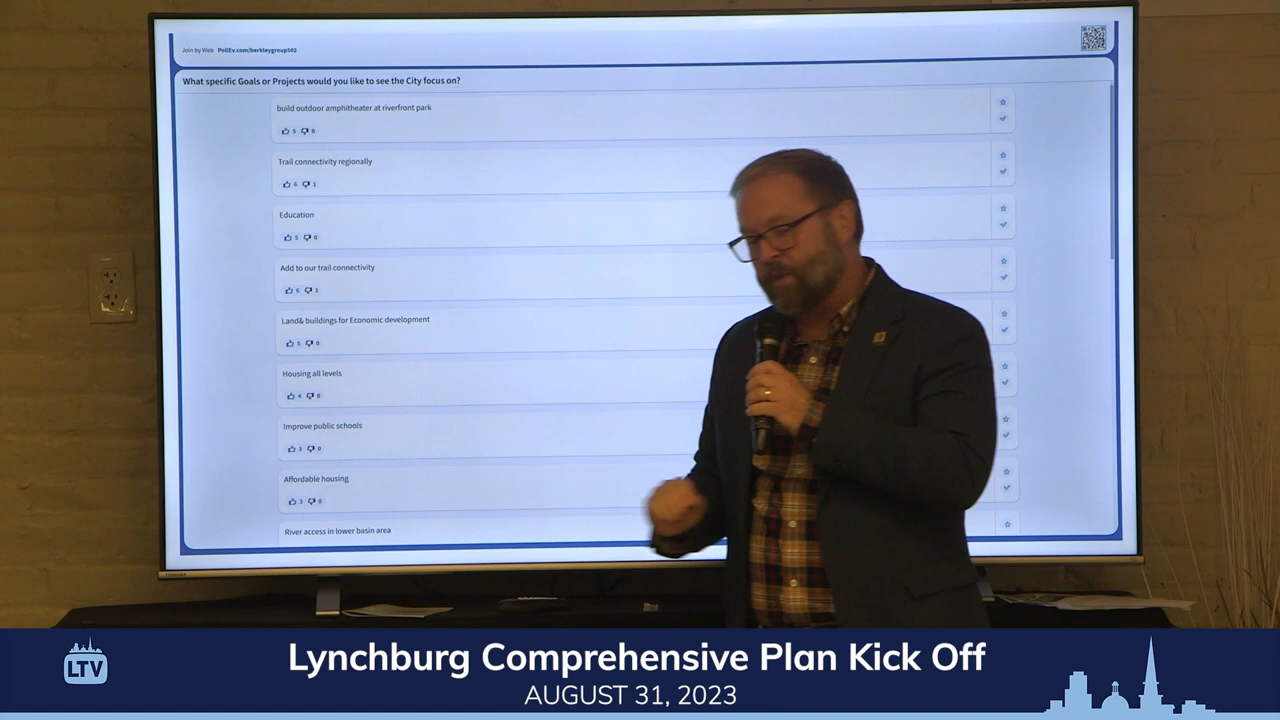 Join by Web PollEv.com/berkleygroup502
What specific Goals or Projects would you like to see the City focus on?
build outdoor amphitheater at riverfront park
5 0
Trail connectivity regionally
6 1
Education
5 0
Add to our trail connectivity
6 1
Land& buildings for Economic development
5 0
Housing all levels
4 0
Improve public schools
3 0
Affordable housing
3 0
River access in lower basin area
TOSHIBA
LTV
Lynchburg Comprehensive Plan Kick Off
AUGUST 31, 2023